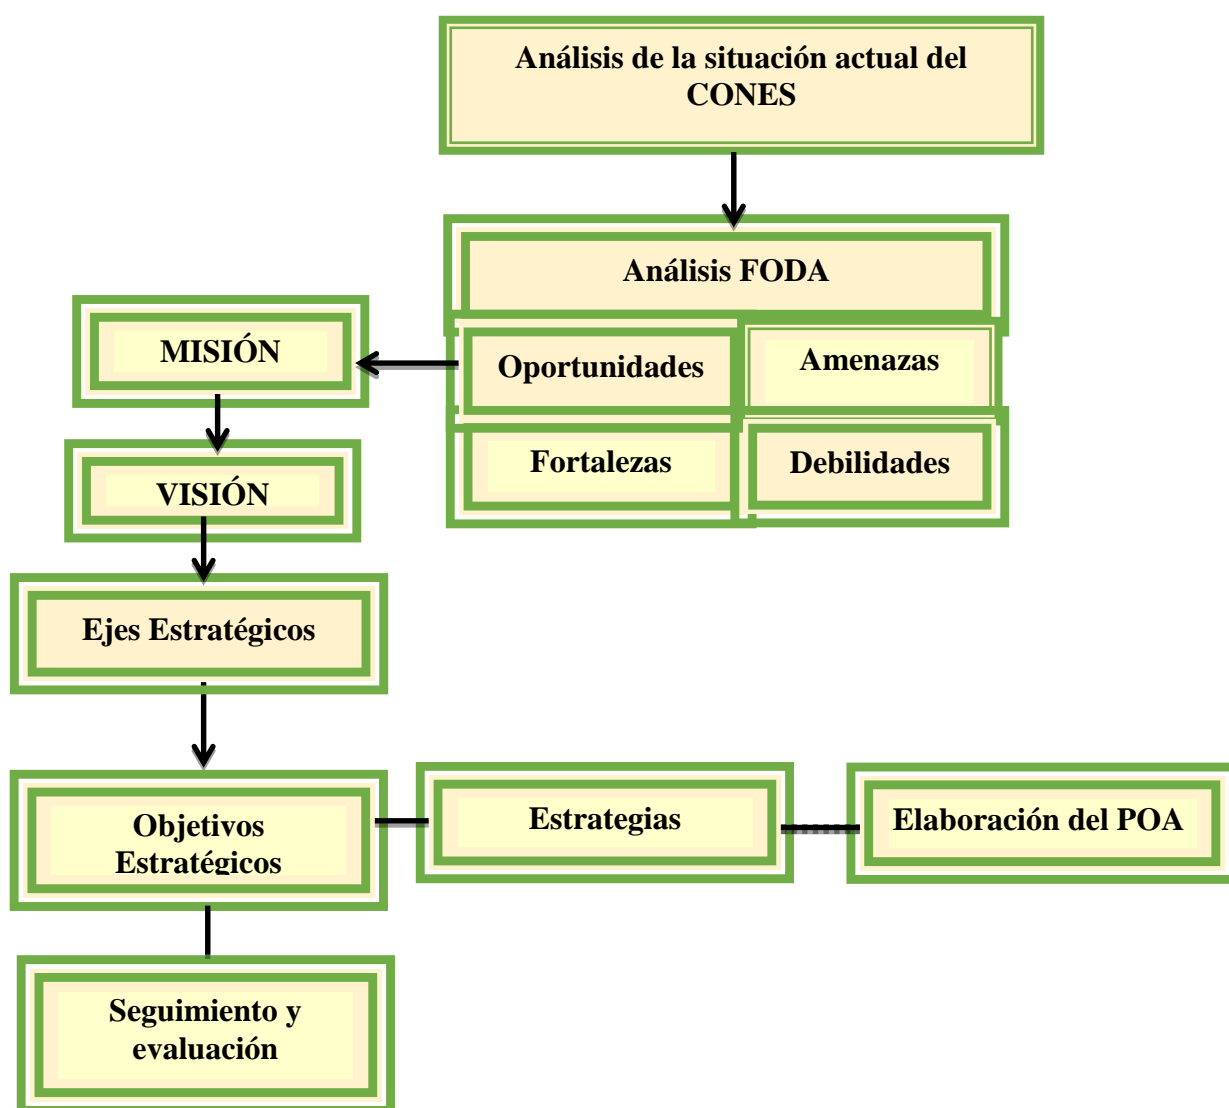 Análisis de la situación actual del
CONES
Análisis FODA
MISIÓN
Oportunidades
Amenazas
Fortalezas
Debilidades
VISIÓN
Ejes Estratégicos
Objetivos
Estratégicos
Estrategias
Elaboración del POA
Seguimiento y
evaluación